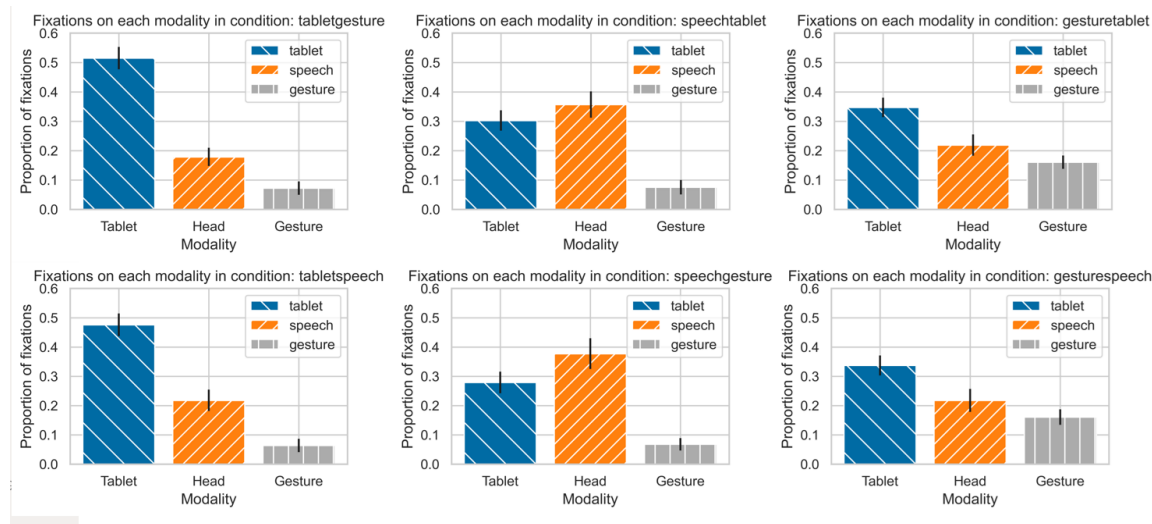 Fixations on each modality in condition: tabletgesture
0.6
0.5
0.4
0.3
0.2
0.1
0.0
Proportion of fixations
tablet
speech
gesture
Tablet Head Gesture
Modality
Fixations on each modality in condition: speechtablet
0.6
0.5
0.4
0.3
0.2
0.1
0.0
Proportion of fixations
tablet
speech
gesture
Tablet Head Gesture
Modality
Fixations on each modality in condition: gesturetablet
0.6
0.5
0.4
0.3
0.2
0.1
0.0
Proportion of fixations
tablet
speech
gesture
Tablet Head Gesture
Modality
Fixations on each modality in condition: tabletspeech
0.6
0.5
0.4
0.3
0.2
0.1
0.0
Proportion of fixations
tablet
speech
gesture
Tablet Head Gesture
Modality
Fixations on each modality in condition: speechgesture
0.6
0.5
0.4
0.3
0.2
0.1
0.0
Proportion of fixations
tablet
speech
gesture
Tablet Head Gesture
Modality
Fixations on each modality in condition: gesturespeech
0.6
0.5
0.4
0.3
0.2
0.1
0.0
Proportion of fixations
tablet
speech
gesture
Tablet Head Gesture
Modality